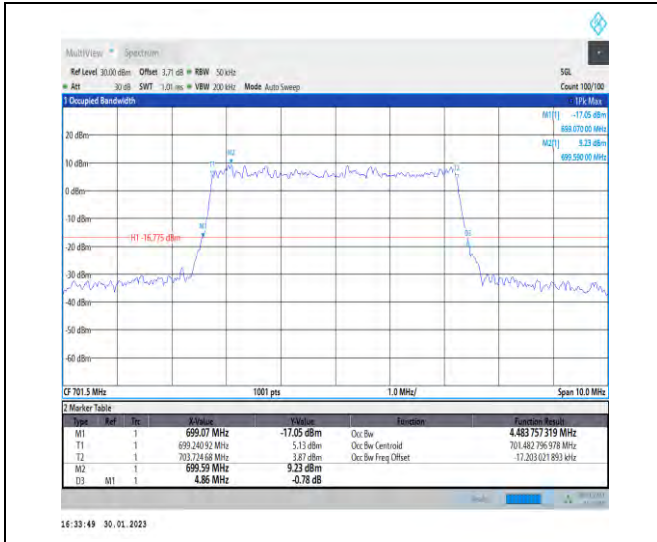 MultiView Spectrum
Ref Level 30.00 dBm Offset 3.71 dB RBW 50 kHz SGL
Att 30 dB SWT 1.01 ms VBW 200 kHz Mode Auto Sweep Count 100/100
1 Occupied Bandwidth 1Pk Max
M1[1] -17.05 dBm
699.070 00 MHz
M2[1] 9.23 dBm
699.590 00 MHz
20 dBm
10 dBm
0 dBm
-10 dBm
H1 -16.775 dBm
-20 dBm
-30 dBm
-40 dBm
-50 dBm
-60 dBm
M2
T1
T2
M1
D3
CF 701.5 MHz 1001 pts 1.0 MHz/ Span 10.0 MHz
2 Marker Table
Type Ref Trc X-Value Y-Value Function Function Result
M1 1 699.07 MHz -17.05 dBm Occ Bw 4.483 757 319 MHz
T1 1 699.240 92 MHz 5.13 dBm Occ Bw Centroid 701.482 796 978 MHz
T2 1 703.724 68 MHz 3.87 dBm Occ Bw Freq Offset -17.203 021 893 kHz
M2 1 699.59 MHz 9.23 dBm
D3 M1 1 4.86 MHz -0.78 dB
16:33:49 30.01.2023